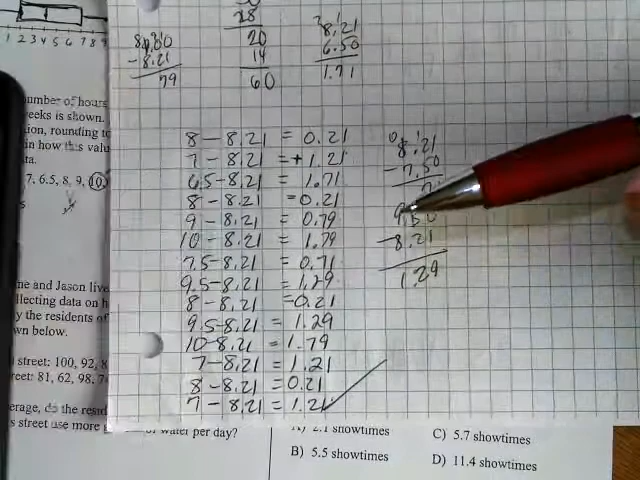 1 2 3 4 5 6 7 8
20
14
60
- 8.21
79
8.21
6.50
1.71
number of hours
weeks is shown.
ion, rounding to
in how this valu
ta.
7, 6.5, 8, 9, 10,
8 - 8.21 = 0.21
7 - 8.21 = + 1.21
6.5 - 8.21 = 1.71
8 - 8.21 = 0.21
9 - 8.21 = 0.79
10 - 8.21 = 1.79
7.5 - 8.21 = 0.71
9.5 - 8.21 = 1.29
8 - 8.21 = 0.21
9.5 - 8.21 = 1.29
10 - 8.21 = 1.79
7 - 8.21 = 1.21
8 - 8.21 = 0.21
7 - 8.21 = 1.21
8.21
- 7.50
- 8.21
1.29
me and Jason live
llecting data on h
y the residents of
wn below.
street: 100, 92, 8
reet: 81, 62, 98, 7
erage, do the resid
s street use more
of water per day?
A) 2.1 showtimes
B) 5.5 showtimes
C) 5.7 showtimes
D) 11.4 showtimes